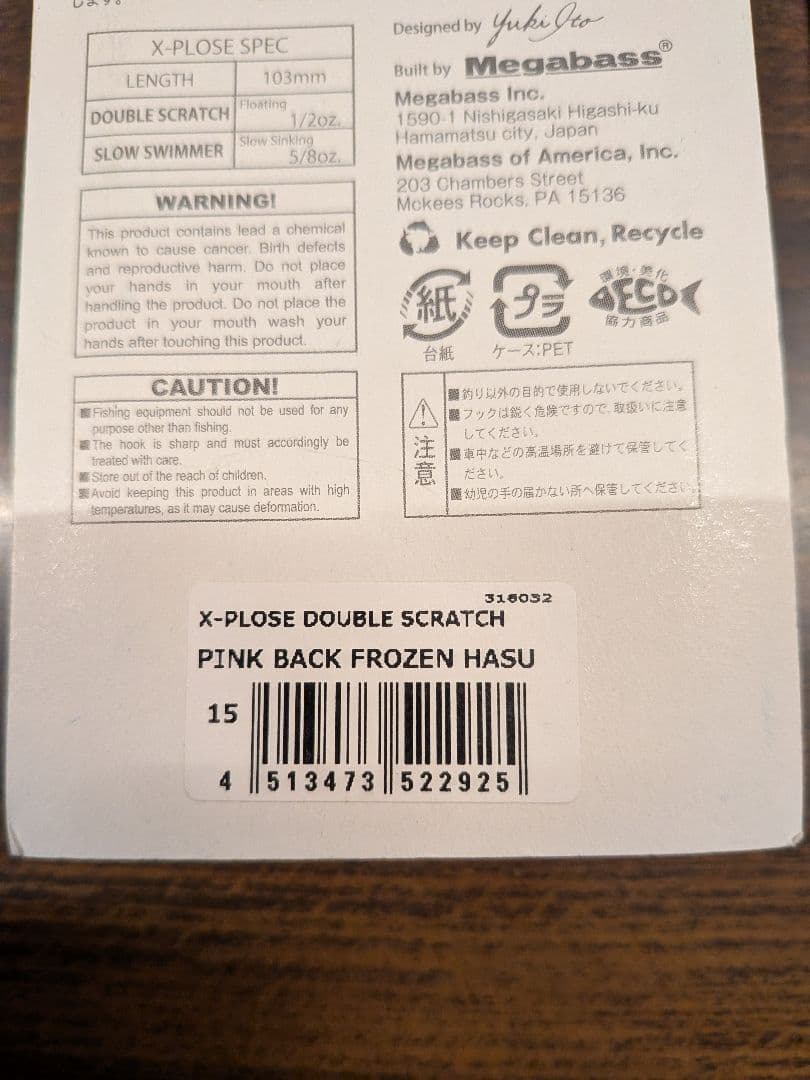 します。
X-PLOSE SPEC
LENGTH 103mm
DOUBLE SCRATCH Floating 1/2oz.
SLOW SWIMMER Slow Sinking 5/8oz.
WARNING!
This product contains lead a chemical
known to cause cancer. Birth defects
and reproductive harm. Do not place
your hands in your mouth after
handling the product. Do not place the
product in your mouth wash your
hands after touching this product.
CAUTION!
■Fishing equipment should not be used for any
purpose other than fishing.
■The hook is sharp and must accordingly be
treated with care.
■Store out of the reach of children.
■Avoid keeping this product in areas with high
temperatures, as it may cause deformation.
Designed by Yuki Ito
Built by Megabass®
Megabass Inc.
1590-1 Nishigasaki Higashi-ku
Hamamatsu city, Japan
Megabass of America, Inc.
203 Chambers Street
Mckees Rocks, PA 15136
Keep Clean, Recycle
紙
台紙
プラ
ケース:PET
環境・美化
ECO
協力商品
注意
■釣り以外の目的で使用しないでください。
■フックは鋭く危険ですので、取扱いに注意
してください。
■車中などの高温場所を避けて保管してく
ださい。
■幼児の手の届かない所へ保管してください。
316032
X-PLOSE DOUBLE SCRATCH
PINK BACK FROZEN HASU
15
4 513473 522925